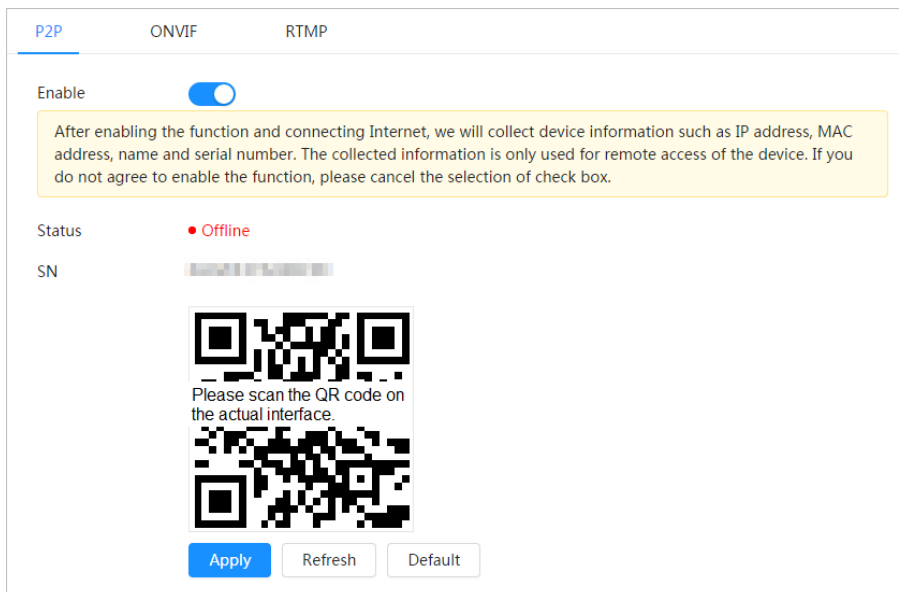 P2P ONVIF RTMP
Enable
After enabling the function and connecting Internet, we will collect device information such as IP address, MAC
address, name and serial number. The collected information is only used for remote access of the device. If you
do not agree to enable the function, please cancel the selection of check box.
Status Offline
SN
Please scan the QR code on
the actual interface.
Apply Refresh Default